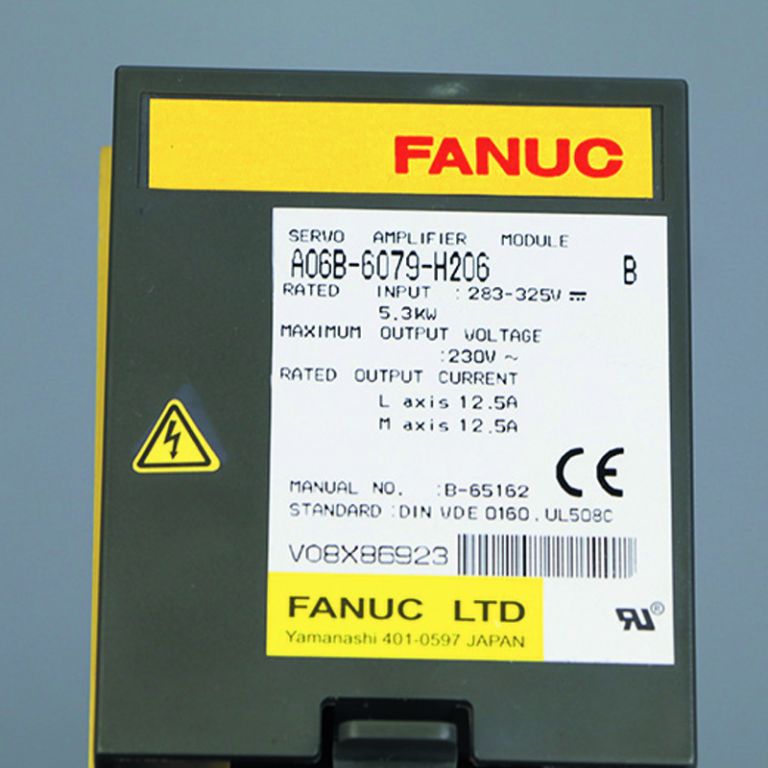 FANUC
SERVO AMPLIFIER MODULE
A06B-6079-H206 B
RATED INPUT : 283-325V ⎓
5.3KW
MAXIMUM OUTPUT VOLTAGE
:230V ~
RATED OUTPUT CURRENT
L axis 12.5A
M axis 12.5A
CE
MANUAL NO. :B-65162
STANDARD :DIN VDE 0160. UL508C
V08X86923
FANUC LTD
Yamanashi 401-0597 JAPAN
RU®